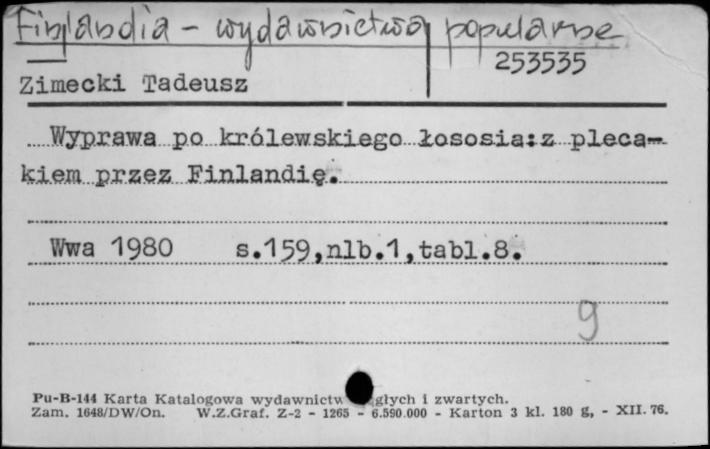 Finlandia - wydawnictwa popularne
253535
Zimecki Tadeusz
Wyprawa po królewskiego łososia:z pleca-
kiem przez Finlandię.
Wwa 1980 s.159,nlb.1,tabl.8.
9
Pu-B-144 Karta Katalogowa wydawnictw głych i zwartych.
Zam. 1648/DW/On. W.Z.Graf. Z-2 - 1265 - 6.590.000 - Karton 3 kl. 180 g, - XII. 76.